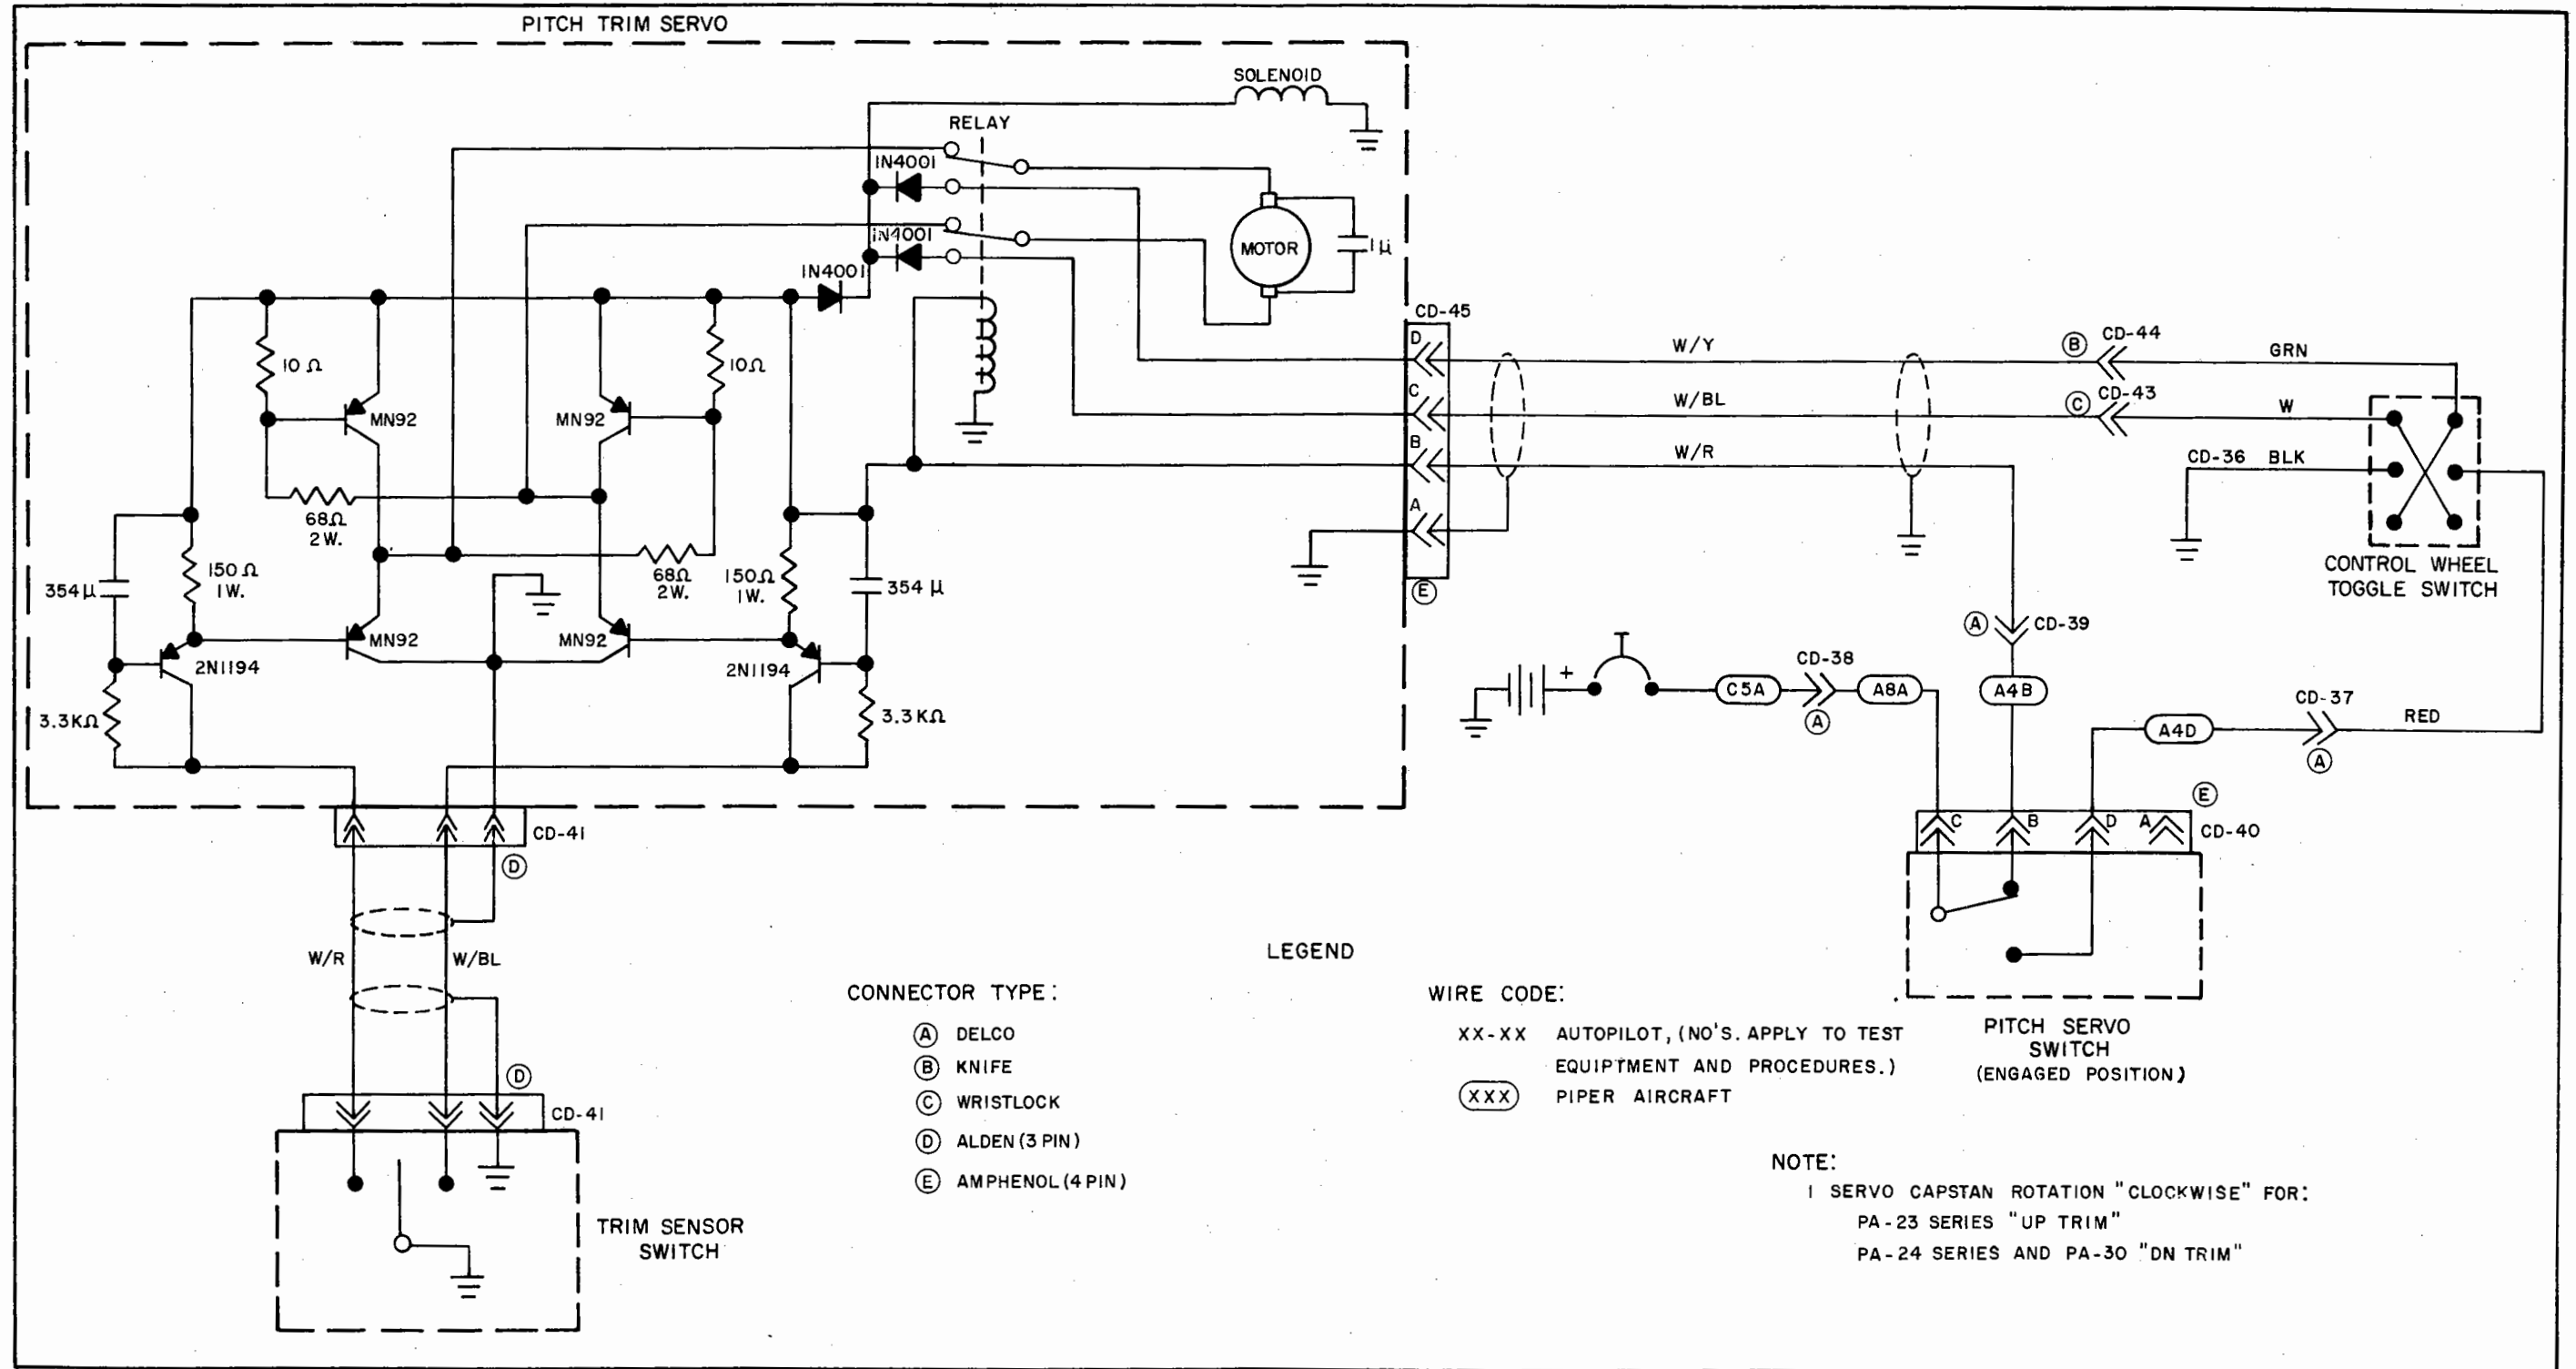 PITCH TRIM SERVO
SOLENOID
RELAY
1N4001
1N4001
1N4001
MOTOR
1µ
10Ω
10Ω
MN92
MN92
68Ω
2W.
68Ω
2W.
150Ω
1W.
150Ω
1W.
354µ
354µ
MN92
MN92
2N1194
2N1194
3.3KΩ
3.3KΩ
CD-45
D
C
B
A
E
W/Y
W/BL
W/R
B CD-44
C CD-43
GRN
W
CD-36 BLK
CONTROL WHEEL
TOGGLE SWITCH
A CD-39
+
C5A
CD-38
A
A8A
A4B
A4D
CD-37
A
RED
E
C B D A
CD-40
PITCH SERVO
SWITCH
(ENGAGED POSITION)
CD-41
D
W/R
W/BL
D
CD-41
TRIM SENSOR
SWITCH
LEGEND
CONNECTOR TYPE:
A DELCO
B KNIFE
C WRISTLOCK
D ALDEN (3 PIN)
E AMPHENOL (4 PIN)
WIRE CODE:
XX-XX AUTOPILOT, (NO'S. APPLY TO TEST
EQUIPTMENT AND PROCEDURES.)
XXX PIPER AIRCRAFT
NOTE:
1 SERVO CAPSTAN ROTATION "CLOCKWISE" FOR:
PA-23 SERIES "UP TRIM"
PA-24 SERIES AND PA-30 "DN TRIM"